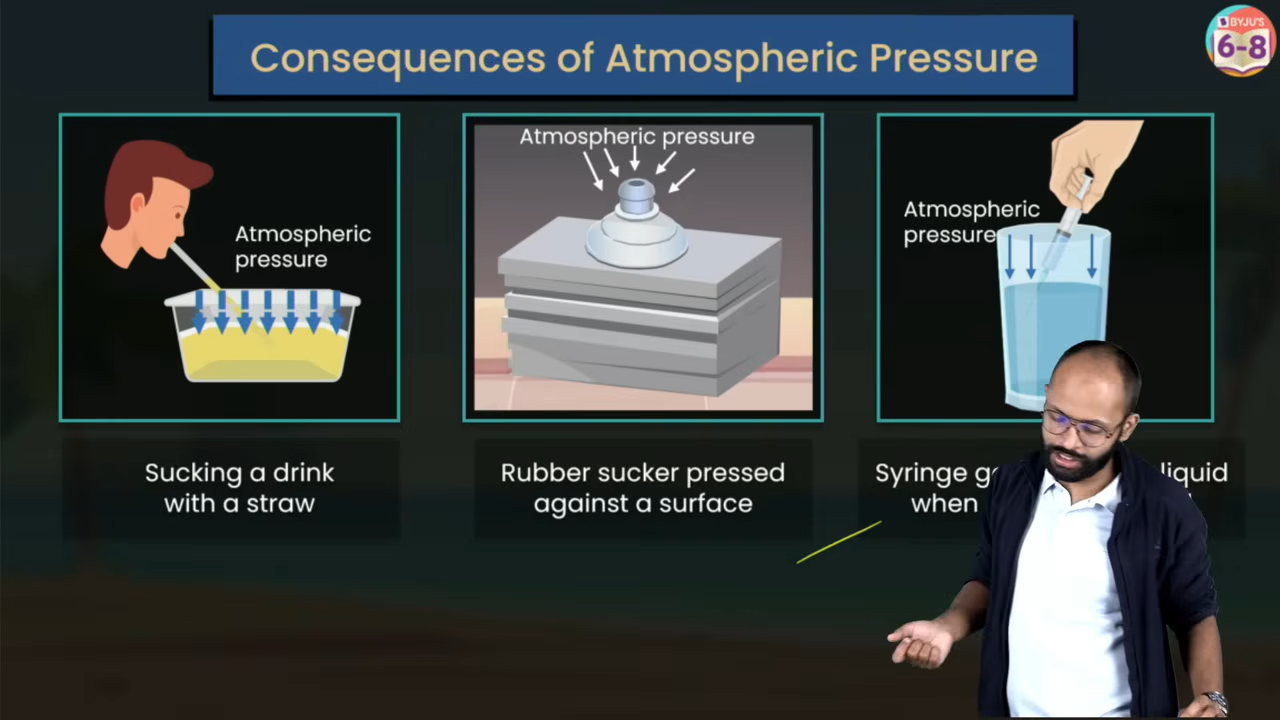 Consequences of Atmospheric Pressure
BYJU'S
6-8
Atmospheric
pressure
Sucking a drink
with a straw
Atmospheric pressure
Rubber sucker pressed
against a surface
Atmospheric
pressure
Syringe liquid
when